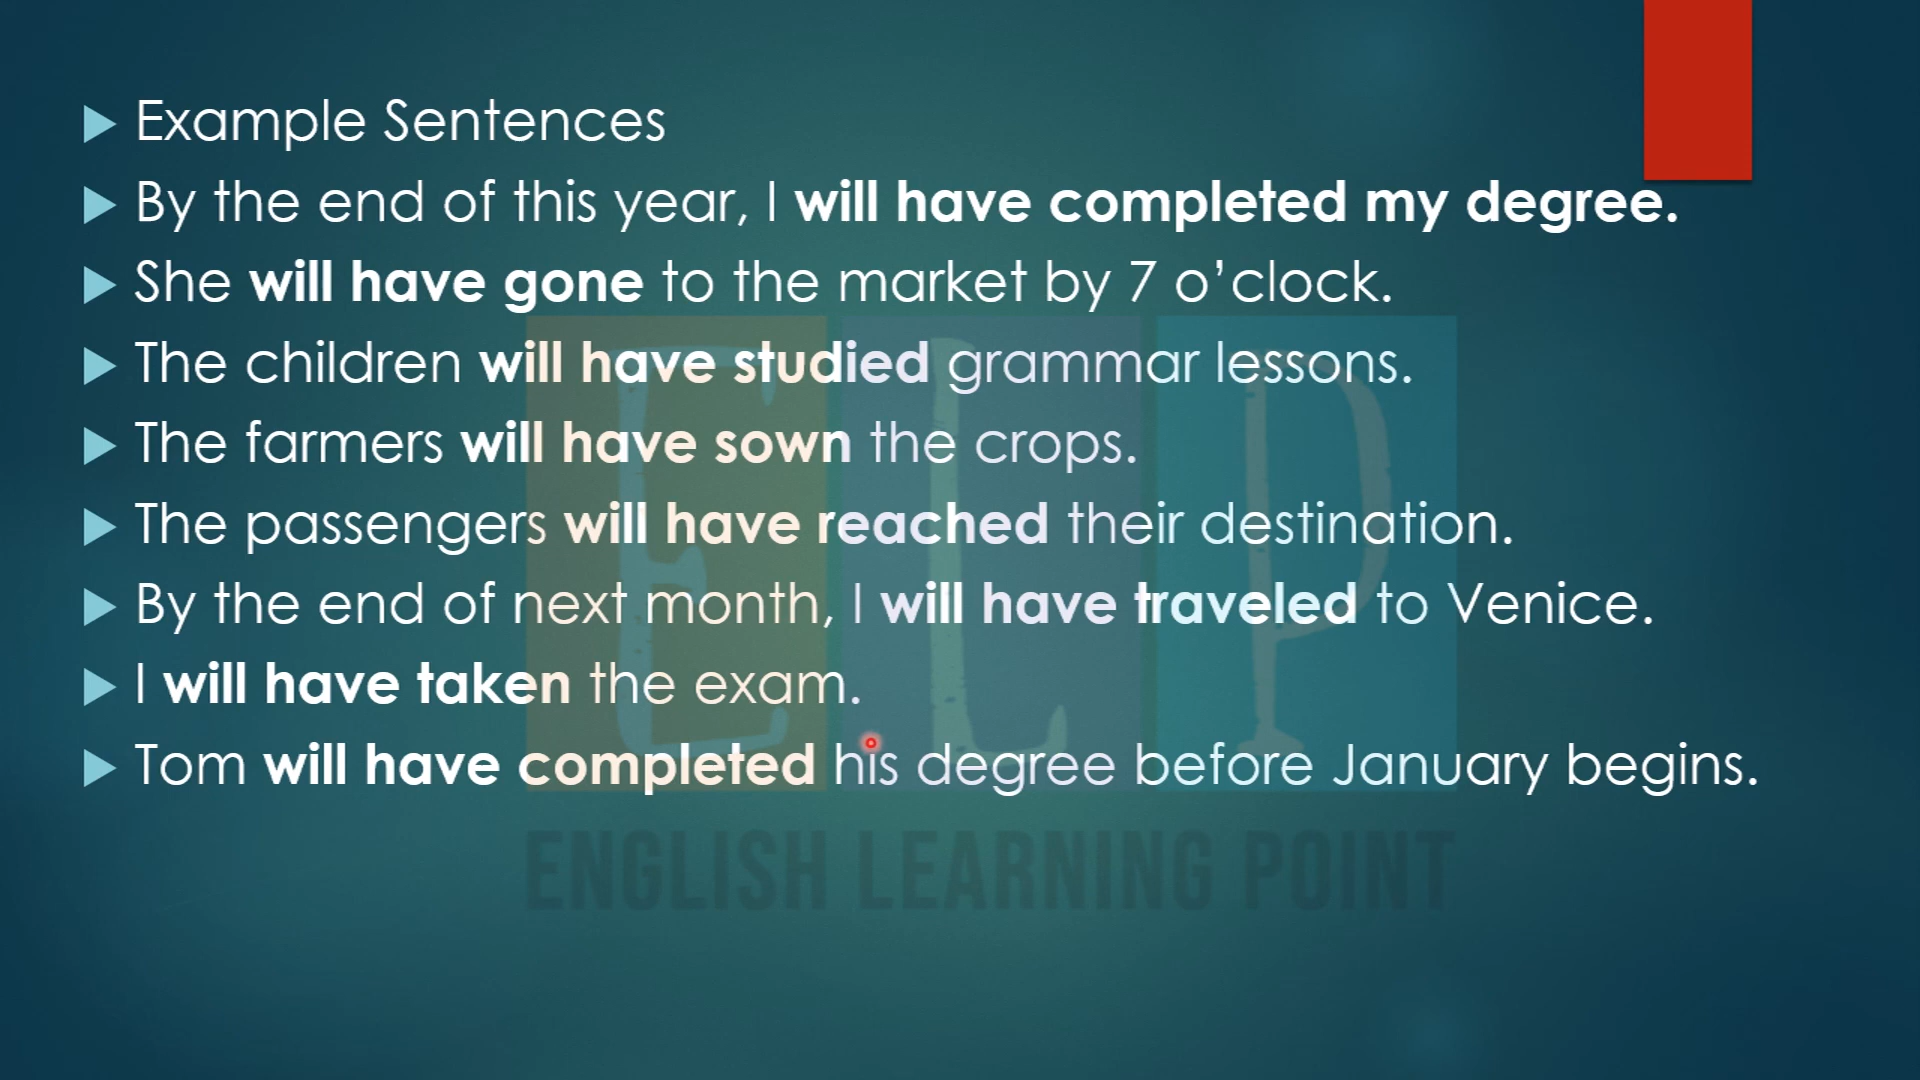 Example Sentences
By the end of this year, I will have completed my degree.
She will have gone to the market by 7 o’clock.
The children will have studied grammar lessons.
The farmers will have sown the crops.
The passengers will have reached their destination.
By the end of next month, I will have traveled to Venice.
I will have taken the exam.
Tom will have completed his degree before January begins.
ELP
ENGLISH LEARNING POINT